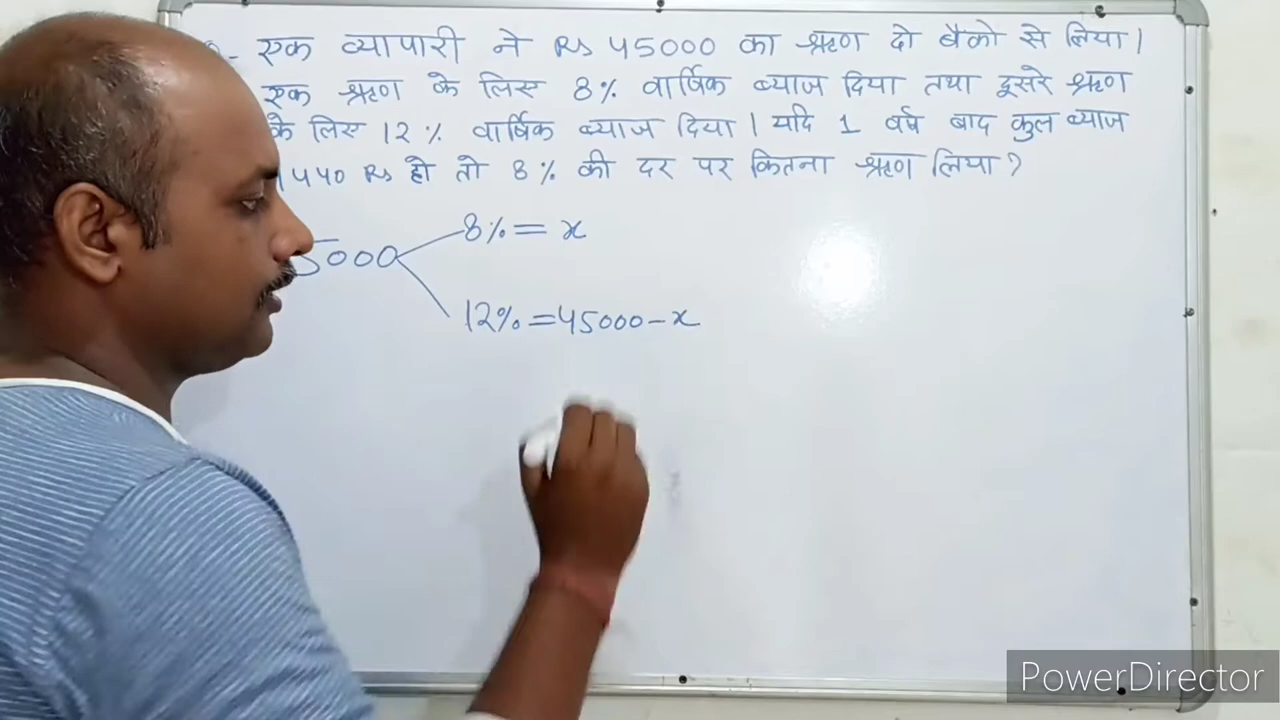 एक व्यापारी ने Rs 45000 का ऋण दो बैंको से लिया।
एक ऋण के लिए 8% वार्षिक ब्याज दिया तथा दूसरे ऋण
के लिए 12% वार्षिक ब्याज दिया। यदि 1 वर्ष बाद कुल ब्याज
440 Rs हो तो 8% की दर पर कितना ऋण लिया?
5000
8% = x
12% = 45000 - x
PowerDirector